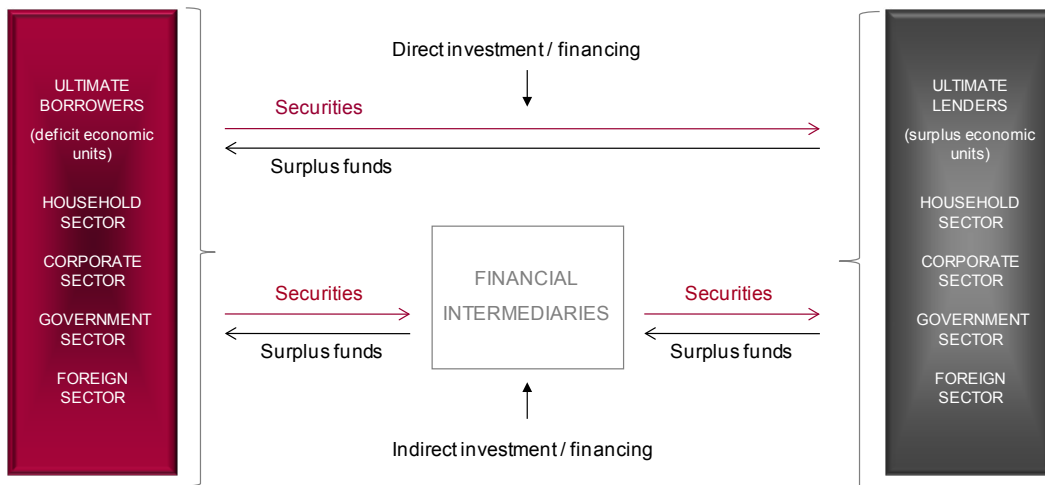 Direct investment / financing
ULTIMATE
BORROWERS
(deficit economic
units)
HOUSEHOLD
SECTOR
CORPORATE
SECTOR
GOVERNMENT
SECTOR
FOREIGN
SECTOR
Securities
Surplus funds
FINANCIAL
INTERMEDIARIES
Securities
Surplus funds
Securities
Surplus funds
Indirect investment / financing
ULTIMATE
LENDERS
(surplus economic
units)
HOUSEHOLD
SECTOR
CORPORATE
SECTOR
GOVERNMENT
SECTOR
FOREIGN
SECTOR